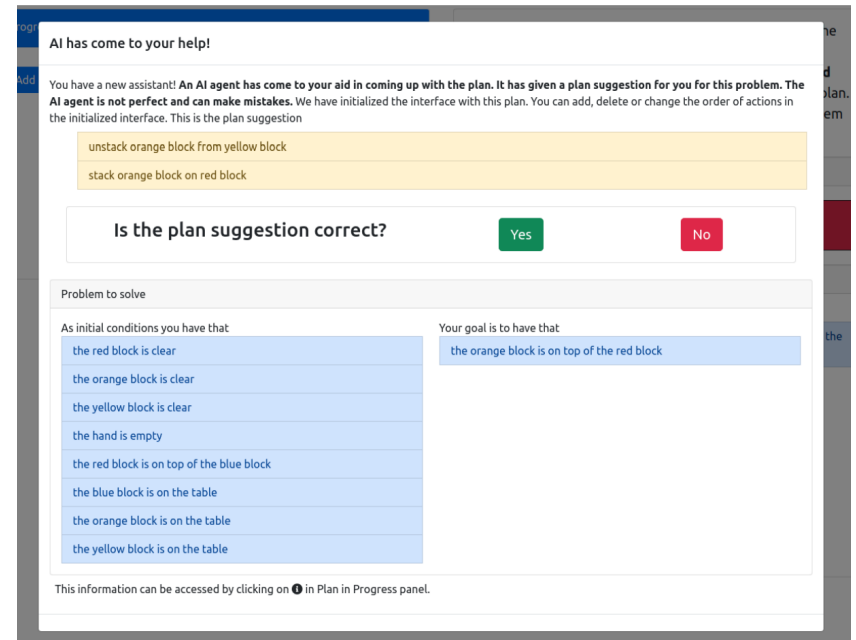 rogr
AI has come to your help!
he
Add
You have a new assistant! An AI agent has come to your aid in coming up with the plan. It has given a plan suggestion for you for this problem. The
d
AI agent is not perfect and can make mistakes. We have initialized the interface with this plan. You can add, delete or change the order of actions in
plan.
the initialized interface. This is the plan suggestion
em
unstack orange block from yellow block
stack orange block on red block
Is the plan suggestion correct?
Yes
No
Problem to solve
As initial conditions you have that
Your goal is to have that
the red block is clear
the orange block is on top of the red block
the
the orange block is clear
the yellow block is clear
the hand is empty
the red block is on top of the blue block
the blue block is on the table
the orange block is on the table
the yellow block is on the table
This information can be accessed by clicking on i in Plan in Progress panel.